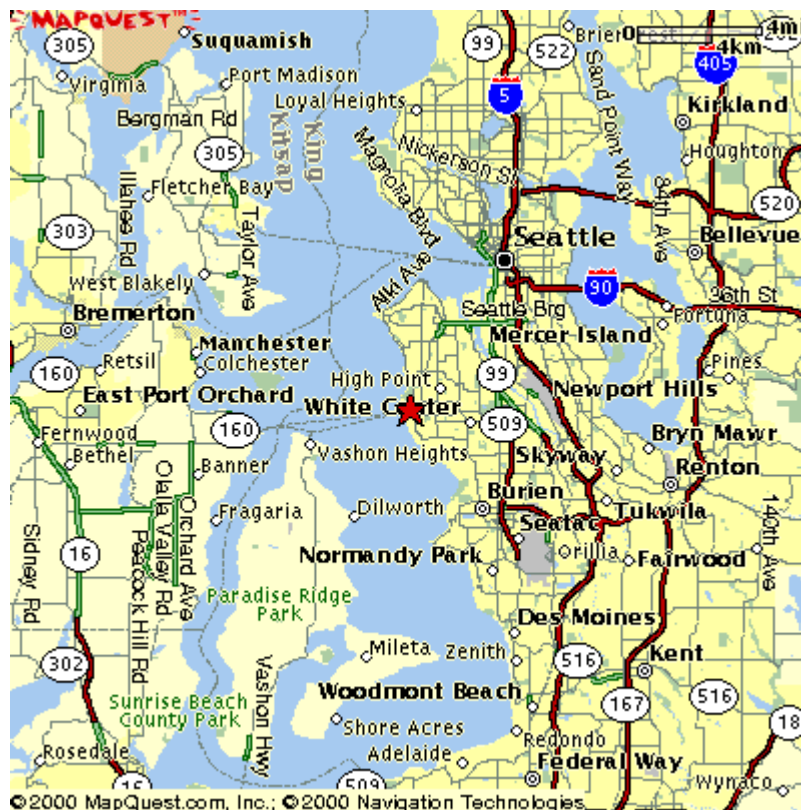 MAPQUEST™
305
Suquamish
99
522
Brier
0
4m
4km
405
Virginia
Port Madison
Loyal Heights
5
Sand Point Way
Kirkland
Bergman Rd
Kitsap
King
305
Magnolia Blvd
Nickerson St
Houghton
Illahee Rd
Fletcher Bay
84th Ave
520
303
Taylor Ave
Seattle
Bellevue
West Blakely
Alki Ave
90
36th St
Bremerton
Seattle Brg
Fortuna
Manchester
Mercer Island
160
Retsil
Colchester
High Point
99
Pines
East Port Orchard
White Center
Newport Hills
160
509
Fernwood
Bethel
Banner
Vashon Heights
Skyway
Bryn Mawr
Renton
Olalla Valley Rd
Orchard Ave
Fragaria
Dilworth
Burien
Tukwila
140th Ave
Sidney Rd
16
Peacock Hill Rd
Normandy Park
Seatac
Orillia
Fairwood
Paradise Ridge
Park
Des Moines
302
Vashon Hwy
Mileta
Zenith
516
Kent
Sunrise Beach
County Park
Woodmont Beach
167
516
Shore Acres
Redondo
18
Rosedale
Adelaide
Federal Way
16
509
Wynaco
©2000 MapQuest.com, Inc.; ©2000 Navigation Technologies